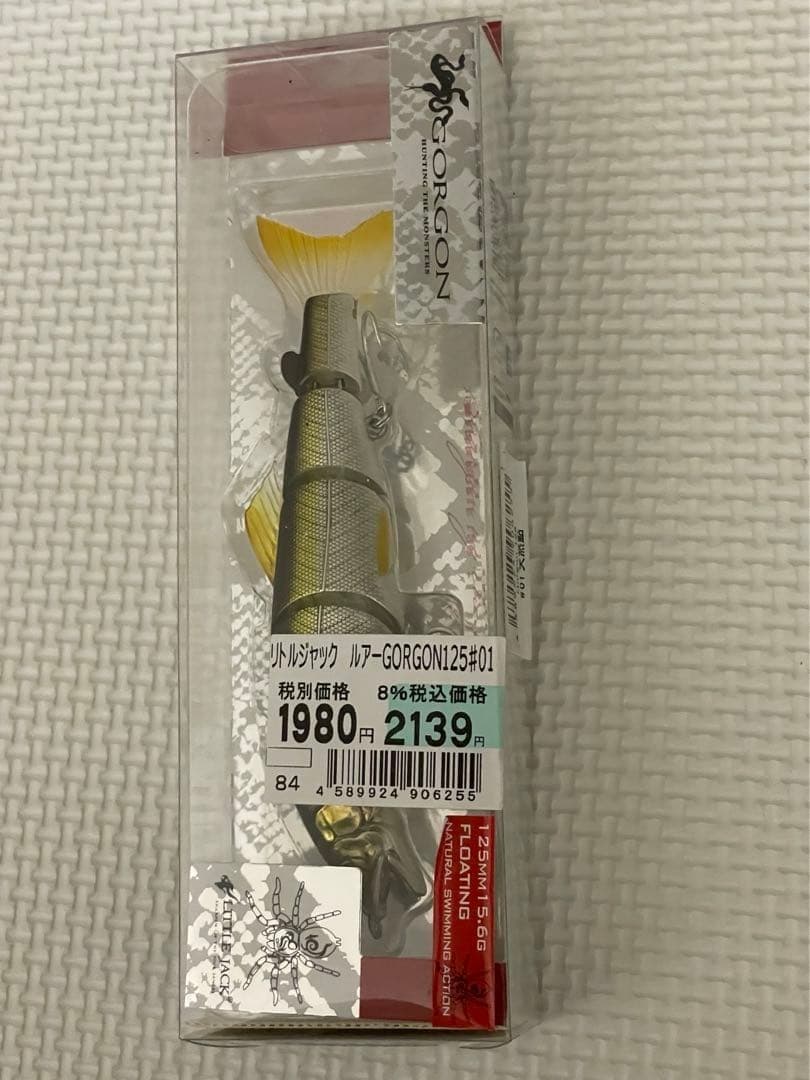 GORGON
HUNTING THE MONSTERS
リトルジャック ルアーGORGON125#01
税別価格 8%税込価格
1980円 2139円
84
4 589924 906255
125MM 15.6G
FLOATING
NATURAL SWIMMING ACTION
LITTLE JACK®